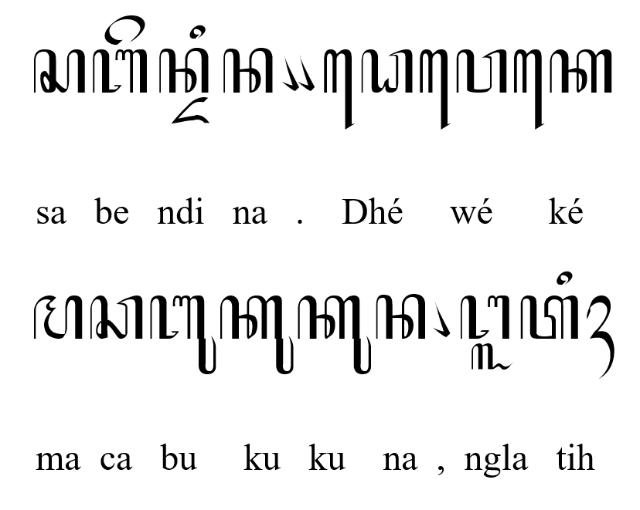 ꦱꦧꦼꦤ꧀ꦢꦶꦤ꧉ꦝꦺꦮꦺꦏꦺ
sa be ndi na . Dhé wé ké
ꦩꦕꦧꦸꦏꦸꦏꦸꦤ꧈ꦔ꧀ꦭꦠꦶꦃ
ma ca bu ku ku na , ngla tih